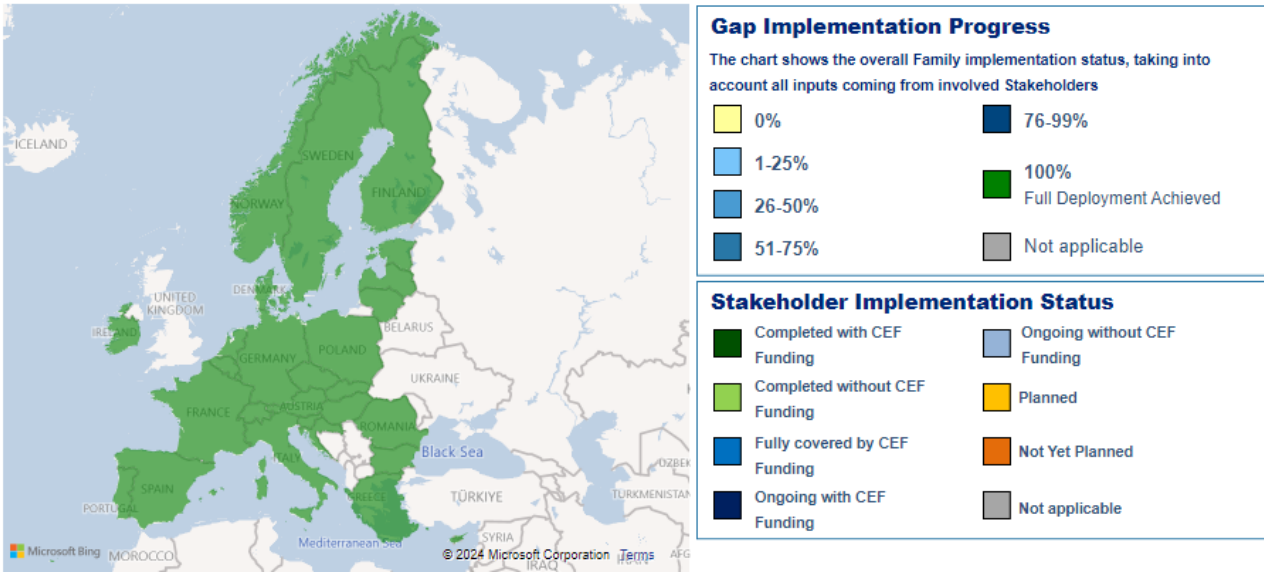 ICELAND
SWEDEN
FINLAND
NORWAY
DENMARK
UNITED
KINGDOM
IRELAND
BELARUS
POLAND
GERMANY
UKRAINE
FRANCE
AUSTRIA
ROMANIA
ITALY
Black Sea
SPAIN
PORTUGAL
GREECE
TÜRKIYE
UZBEK
TURKMENISTAN
SYRIA
IRAQ
IRAN
AFG
MOROCCO
Mediterranean Sea
Microsoft Bing
© 2024 Microsoft Corporation Terms
Gap Implementation Progress
The chart shows the overall Family implementation status, taking into
account all inputs coming from involved Stakeholders
0%
1-25%
26-50%
51-75%
76-99%
100%
Full Deployment Achieved
Not applicable
Stakeholder Implementation Status
Completed with CEF
Funding
Completed without CEF
Funding
Fully covered by CEF
Funding
Ongoing with CEF
Funding
Ongoing without CEF
Funding
Planned
Not Yet Planned
Not applicable